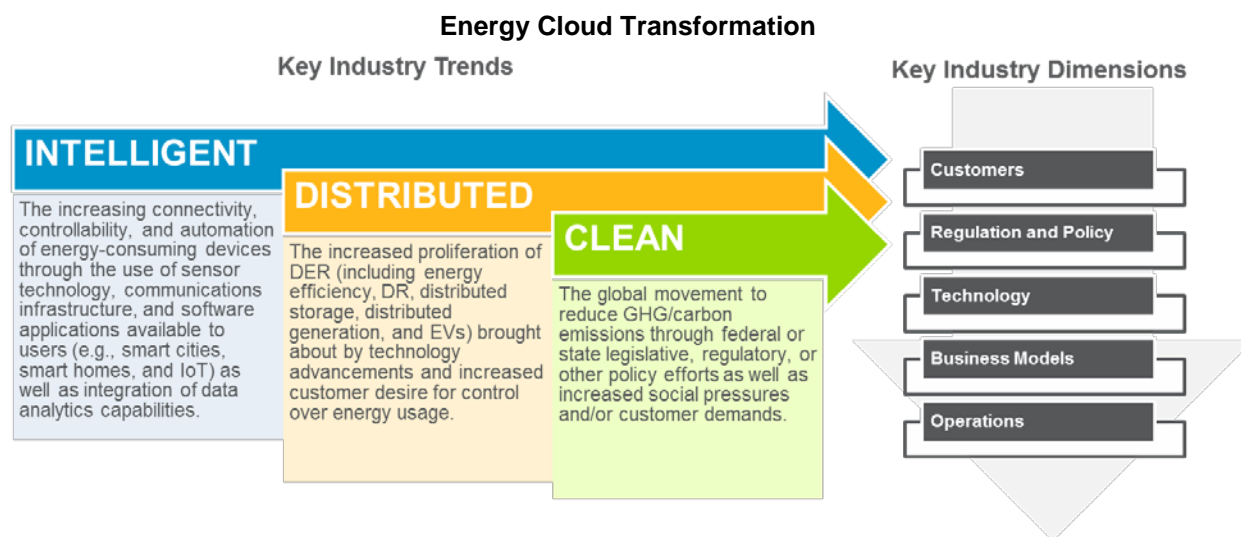 Energy Cloud Transformation
Key Industry Trends
Key Industry Dimensions
INTELLIGENT
The increasing connectivity,
controllability, and automation
of energy-consuming devices
through the use of sensor
technology, communications
infrastructure, and software
applications available to
users (e.g., smart cities,
smart homes, and IoT) as
well as integration of data
analytics capabilities.
DISTRIBUTED
The increased proliferation of
DER (including energy
efficiency, DR, distributed
storage, distributed
generation, and EVs) brought
about by technology
advancements and increased
customer desire for control
over energy usage.
CLEAN
The global movement to
reduce GHG/carbon
emissions through federal or
state legislative, regulatory, or
other policy efforts as well as
increased social pressures
and/or customer demands.
Customers
Regulation and Policy
Technology
Business Models
Operations